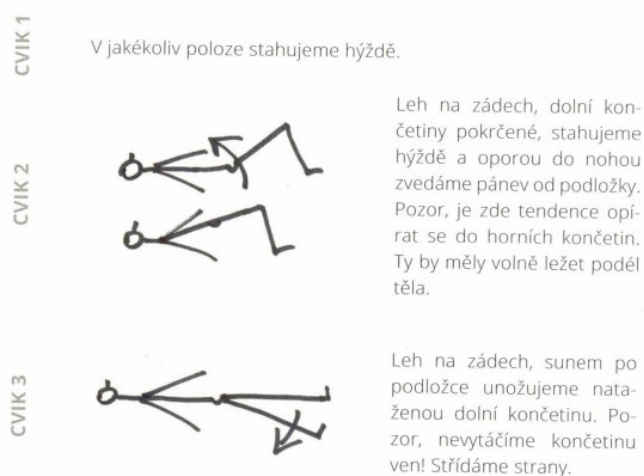 CVIK 1
V jakékoliv poloze stahujeme hýždě.
CVIK 2
Leh na zádech, dolní kon-
četiny pokrčené, stahujeme
hýždě a oporou do nohou
zvedáme pánev od podložky.
Pozor, je zde tendence opí-
rat se do horních končetin.
Ty by měly volně ležet podél
těla.
CVIK 3
Leh na zádech, sunem po
podložce unožujeme nata-
ženou dolní končetinu. Po-
zor, nevytáčíme končetinu
ven! Střídáme strany.